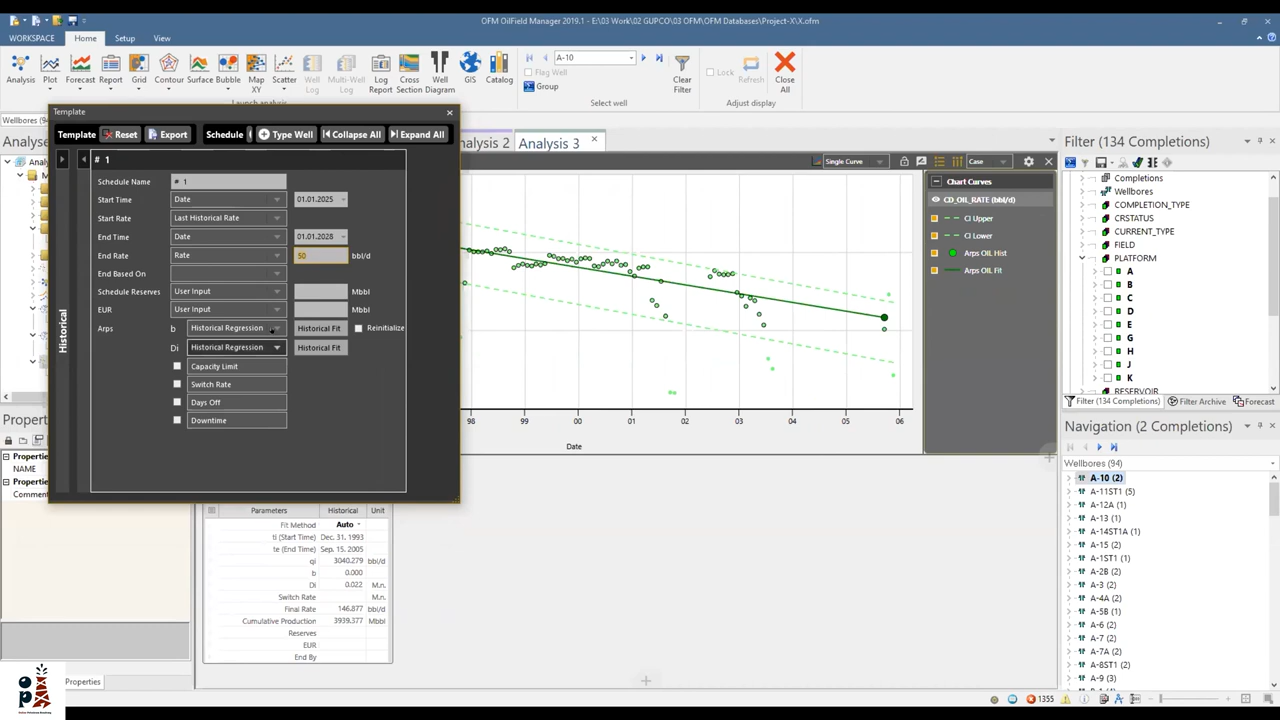 OFM OilField Manager 2019.1 - E:\03 Work\02 GUPCO\03 OFM\OFM Databases\Project-X\X.ofm
WORKSPACE Home Setup View
Analysis Plot Forecast Report Grid Contour Surface Bubble Map XY Scatter Well Log Multi-Well Log Log Report Cross Section Well Diagram GIS Catalog
Launch analysis
A-10
Flag Well
Group
Select well
Clear Filter
Lock Refresh
Adjust display
Close All
Template
Template Reset Export Schedule Type Well Collapse All Expand All
# 1
Historical
Schedule Name # 1
Start Time Date 01.01.2025
Start Rate Last Historical Rate
End Time Date 01.01.2028
End Rate Rate 50 bbl/d
End Based On
Schedule Reserves User Input Mbbl
EUR User Input Mbbl
Arps b Historical Regression Historical Fit Reinitialize
Di Historical Regression Historical Fit
Capacity Limit
Switch Rate
Days Off
Downtime
Analysis 3
Single Curve
Case
Chart Curves
CD_OIL_RATE (bbl/d)
CI Upper
CI Lower
Arps OIL Hist
Arps OIL Fit
98 99 00 01 02 03 04 05 06
Date
NAME
Properties
Parameters Historical Unit
Fit Method Auto
ti (Start Time) Dec. 31, 1993
te (End Time) Sep. 15, 2005
qi 3040.279 bbl/d
b 0.000
Di 0.022 M.n.
Switch Rate M.n.
Final Rate 146.877 bbl/d
Cumulative Production 3939.377 Mbbl
Reserves
EUR
End By
Filter (134 Completions)
Completions
Wellbores
COMPLETION_TYPE
CRSTATUS
CURRENT_TYPE
FIELD
PLATFORM
A
B
C
D
E
G
H
J
K
RESERVOIR
Filter (134 Completions) Filter Archive Forecast
Navigation (2 Completions)
Wellbores (94)
A-10 (2)
A-11ST1 (5)
A-12A (1)
A-13 (1)
A-14ST1A (1)
A-15 (2)
A-1ST1 (1)
A-2B (2)
A-3 (2)
A-4A (2)
A-5B (1)
A-6 (2)
A-7 (2)
A-7A (2)
A-8ST1 (2)
A-9 (3)
1355